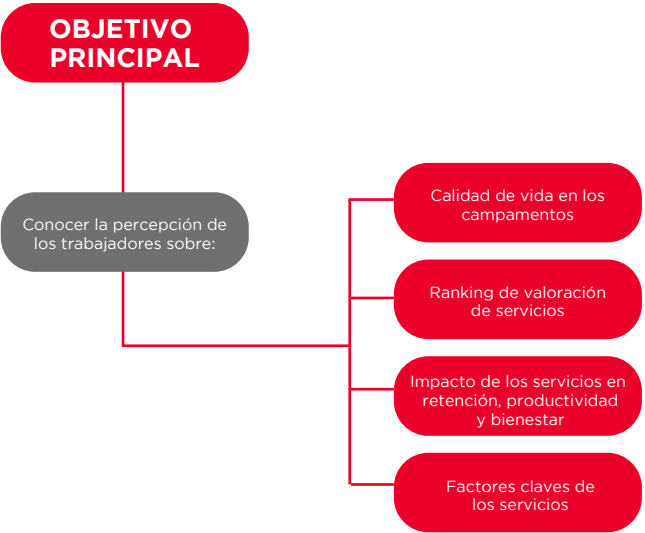 OBJETIVO
PRINCIPAL
Conocer la percepción de
los trabajadores sobre:
Calidad de vida en los
campamentos
Ranking de valoración
de servicios
Impacto de los servicios en
retención, productividad
y bienestar
Factores claves de
los servicios